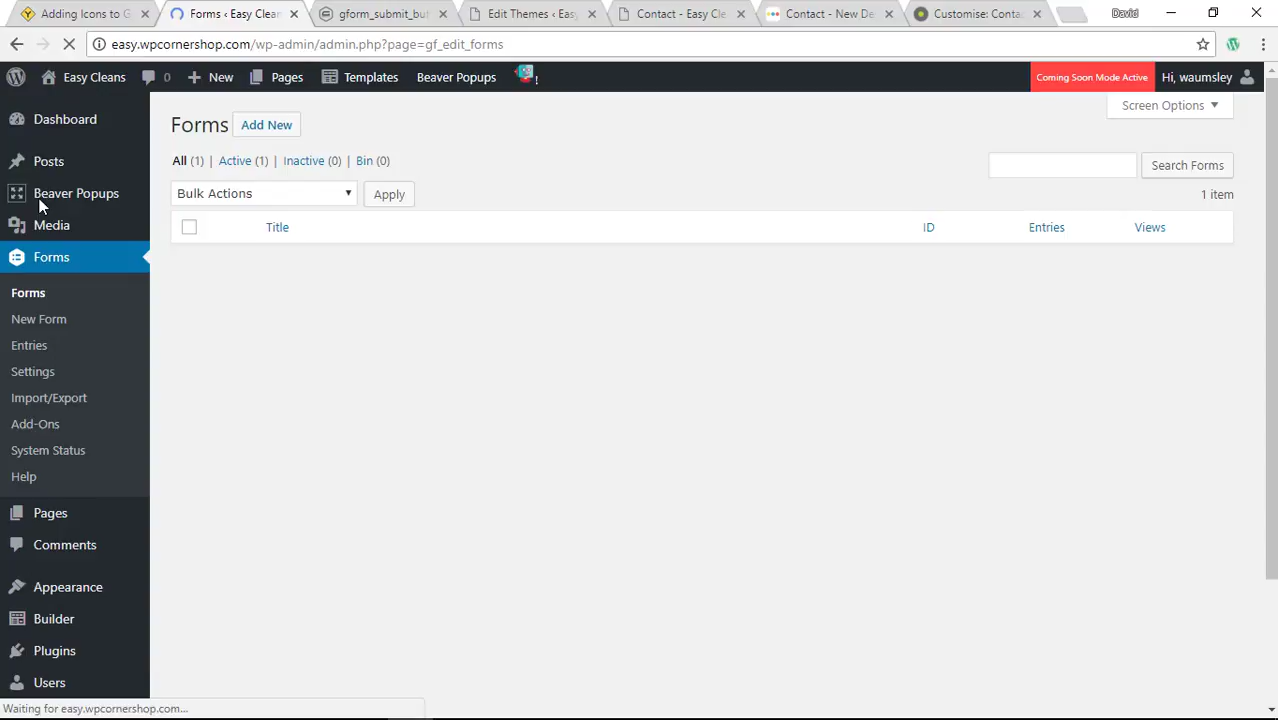 Adding Icons to G
Forms ‹ Easy Clean
gform_submit_but
Edit Themes ‹ Easy
Contact - Easy Cle
Contact - New De
Customise: Conta
David
easy.wpcornershop.com/wp-admin/admin.php?page=gf_edit_forms
Easy Cleans
0
New
Pages
Templates
Beaver Popups
!
Coming Soon Mode Active
Hi, waumsley
Screen Options
Dashboard
Posts
Beaver Popups
Media
Forms
Forms
New Form
Entries
Settings
Import/Export
Add-Ons
System Status
Help
Pages
Comments
Appearance
Builder
Plugins
Users
Forms Add New
All (1) | Active (1) | Inactive (0) | Bin (0)
Search Forms
Bulk Actions
Apply
1 item
Title ID Entries Views
Waiting for easy.wpcornershop.com...